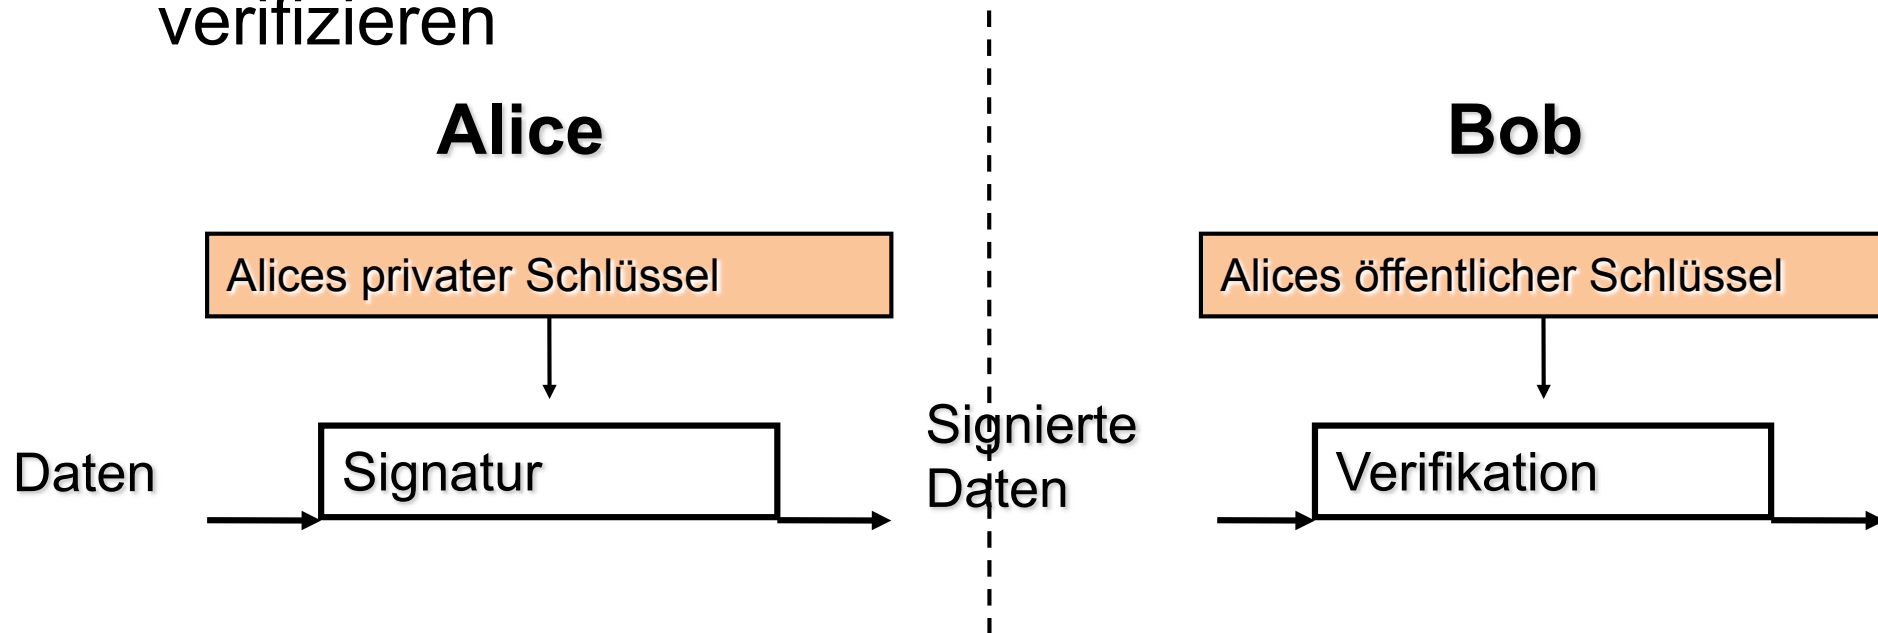 verifizieren
Alice
Bob
Alices privater Schlüssel
Alices öffentlicher Schlüssel
Daten
Signatur
Signierte
Daten
Verifikation